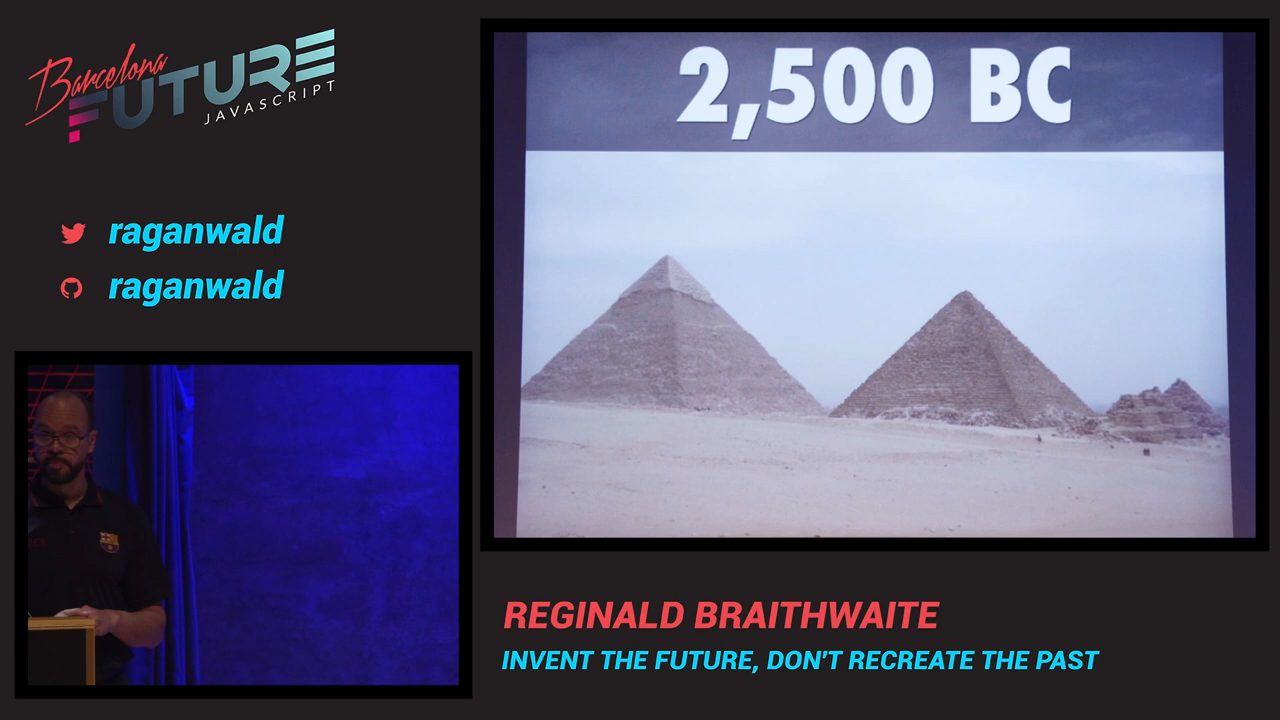 Barcelona
FUTURE
JAVASCRIPT
raganwald
raganwald
2,500 BC
REGINALD BRAITHWAITE
INVENT THE FUTURE, DON'T RECREATE THE PAST